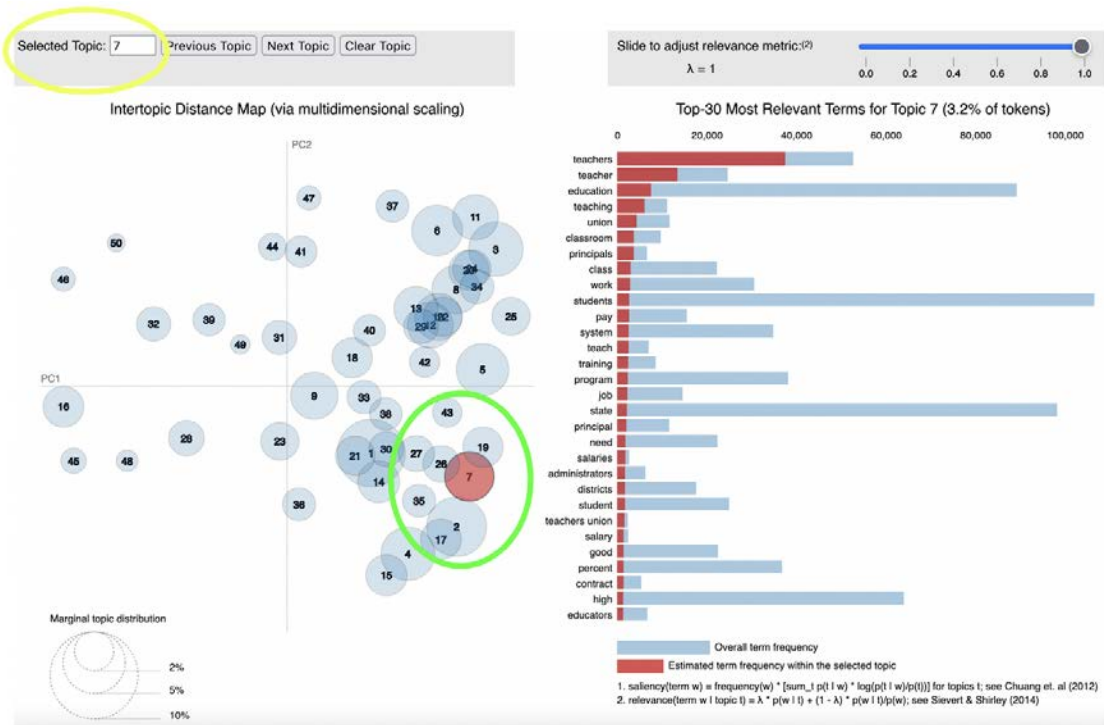 Selected Topic: 7 Previous Topic Next Topic Clear Topic
Slide to adjust relevance metric:(2)
λ = 1
0.0 0.2 0.4 0.6 0.8 1.0
Intertopic Distance Map (via multidimensional scaling)
PC2
PC1
47
37
11
6
50
44
41
3
34
46
8
13
25
32
39
40
31
49
18
42
5
16
9
33
38
43
28
23
21
1
30
27
19
26
7
45
48
14
36
35
2
17
4
15
Marginal topic distribution
2%
5%
10%
Top-30 Most Relevant Terms for Topic 7 (3.2% of tokens)
0 20,000 40,000 60,000 80,000 100,000
teachers
teacher
education
teaching
union
classroom
principals
class
work
students
pay
system
teach
training
program
job
state
principal
need
salaries
administrators
districts
student
teachers union
salary
good
percent
contract
high
educators
Overall term frequency
Estimated term frequency within the selected topic
1. saliency(term w) = frequency(w) * [sum_t p(t | w) * log(p(t | w)/p(t))] for topics t; see Chuang et. al (2012)
2. relevance(term w | topic t) = λ * p(w | t) + (1 - λ) * p(w | t)/p(w); see Sievert & Shirley (2014)